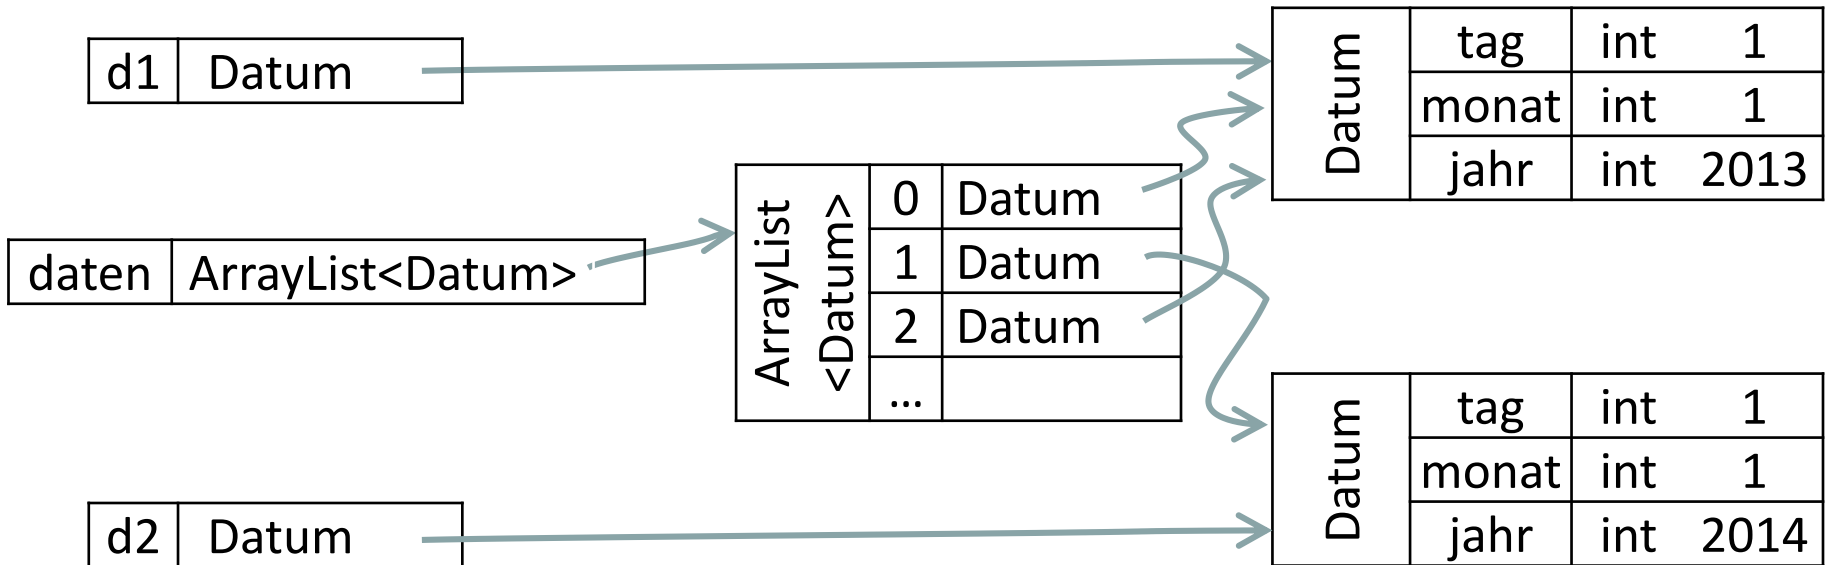 d1 Datum
Datum
tag int 1
monat int 1
jahr int 2013
daten ArrayList<Datum>
ArrayList
<Datum>
0 Datum
1 Datum
2 Datum
...
d2 Datum
Datum
tag int 1
monat int 1
jahr int 2014